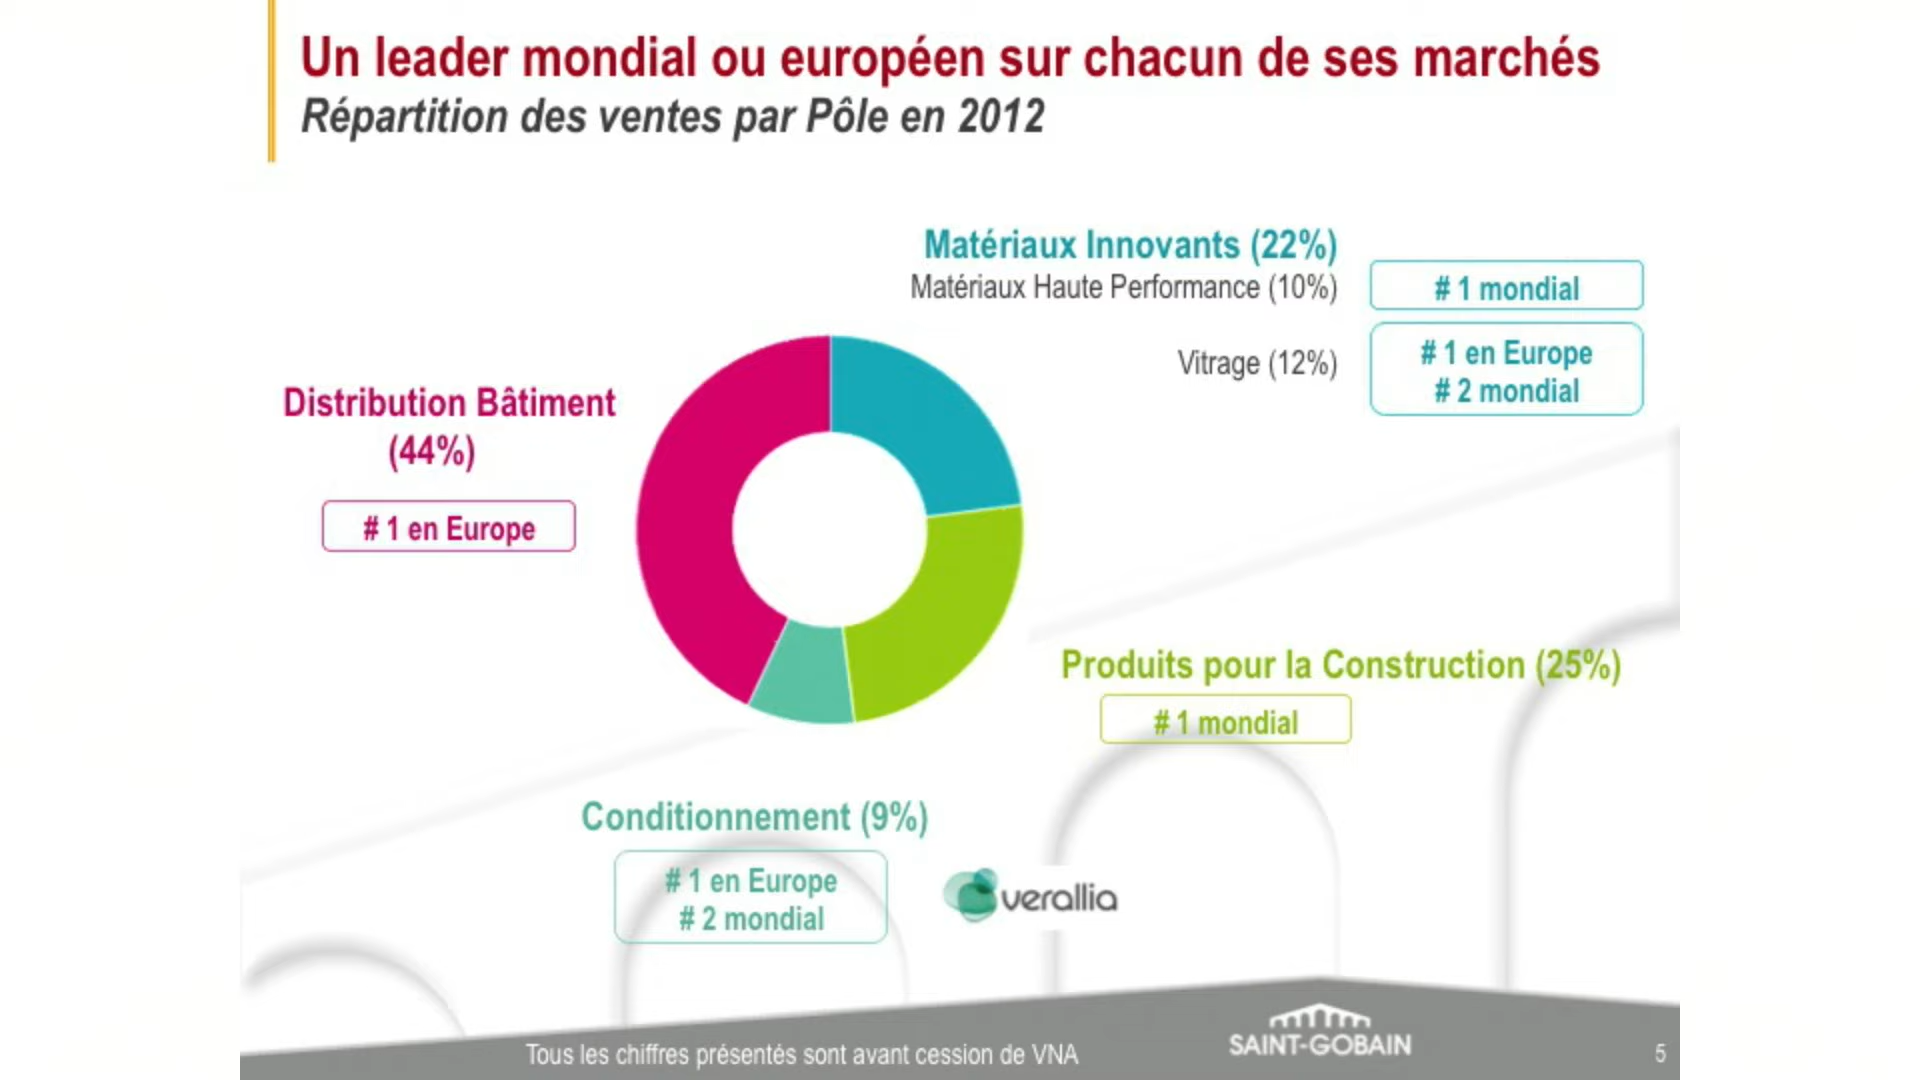 Un leader mondial ou européen sur chacun de ses marchés
Répartition des ventes par Pôle en 2012
Matériaux Innovants (22%)
Matériaux Haute Performance (10%)
# 1 mondial
Vitrage (12%)
# 1 en Europe
# 2 mondial
Distribution Bâtiment
(44%)
# 1 en Europe
Produits pour la Construction (25%)
# 1 mondial
Conditionnement (9%)
# 1 en Europe
# 2 mondial
verallia
Tous les chiffres présentés sont avant cession de VNA
SAINT-GOBAIN
5